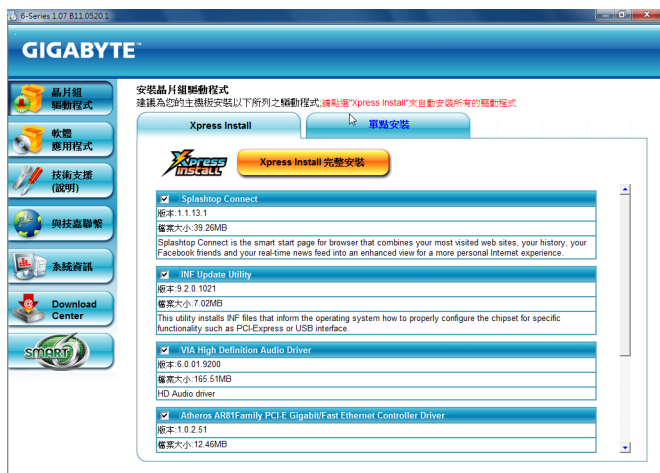 6-Series 1.07 B11.0520.1
GIGABYTE™
晶片組
驅動程式
軟體
應用程式
技術支援
(說明)
與技嘉聯繫
系統資訊
Download
Center
SMART 6
安裝晶片組驅動程式
建議為您的主機板安裝以下所列之驅動程式;請點選"Xpress Install"來自動安裝所有的驅動程式
Xpress Install
單點安裝
Xpress INSTALL
Xpress Install 完整安裝
Splashtop Connect
版本:1.1.13.1
檔案大小:39.26MB
Splashtop Connect is the smart start page for browser that combines your most visited web sites, your history, your
Facebook friends and your real-time news feed into an enhanced view for a more personal Internet experience.
INF Update Utility
版本:9.2.0.1021
檔案大小:7.02MB
This utility installs INF files that inform the operating system how to properly configure the chipset for specific
functionality such as PCI-Express or USB interface.
VIA High Definition Audio Driver
版本:6.0.01.9200
檔案大小:165.51MB
HD Audio driver
Atheros AR81Family PCI-E Gigabit/Fast Ethernet Controller Driver
版本:1.0.2.51
檔案大小:12.46MB